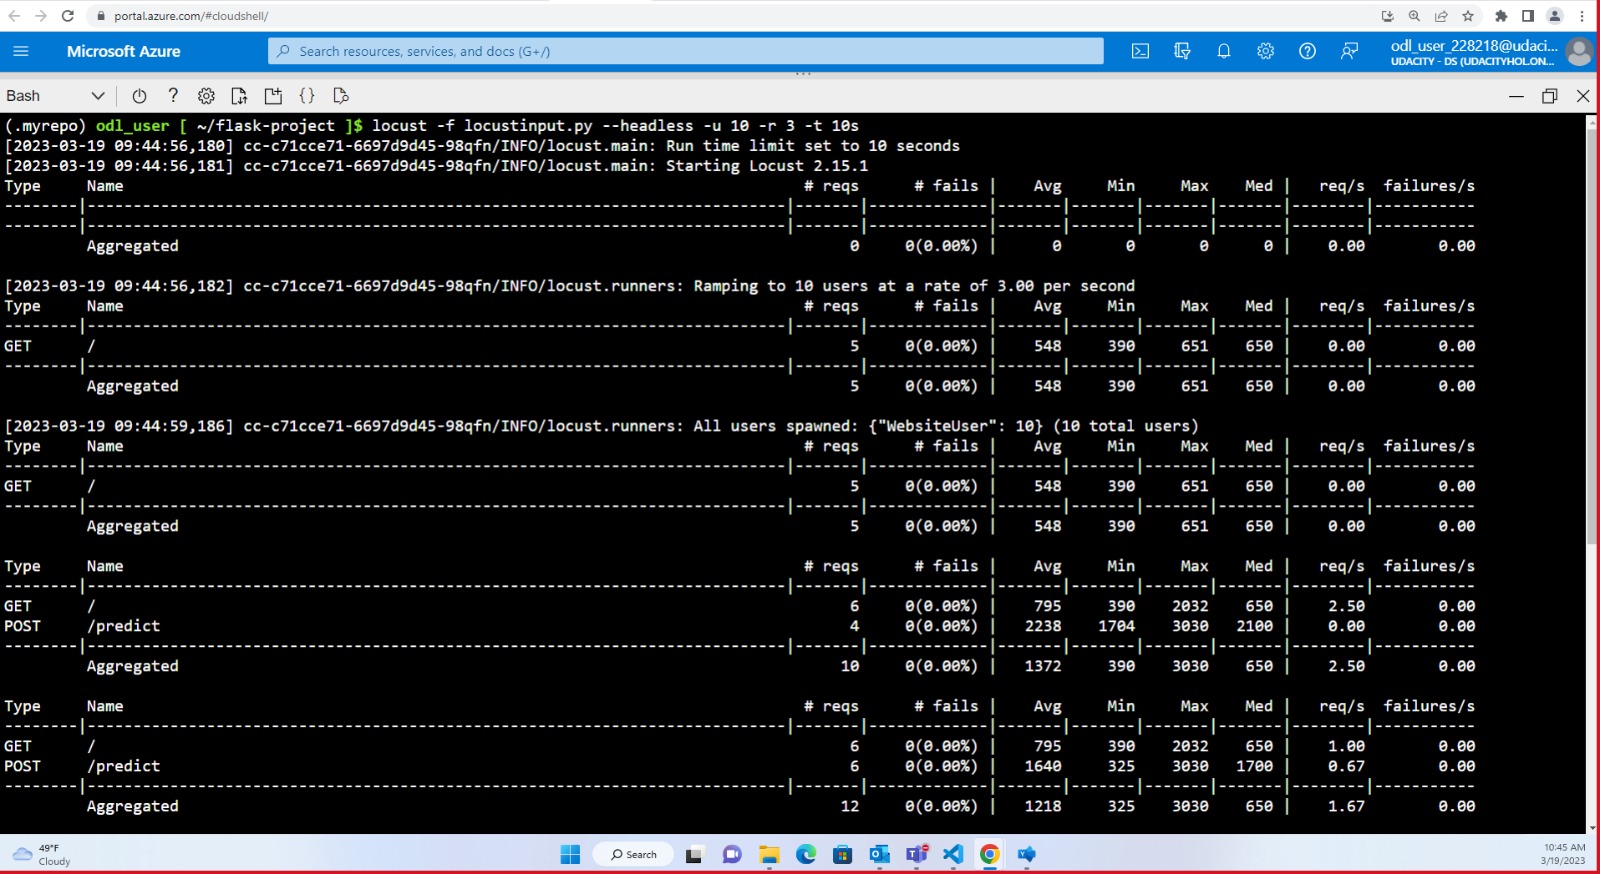 portal.azure.com/#cloudshell/
Microsoft Azure
Search resources, services, and docs (G+/)
odl_user_228218@udaci...
UDACITY - DS (UDACITYHOL.ON...
Bash
(.myrepo) odl_user [ ~/flask-project ]$ locust -f locustinput.py --headless -u 10 -r 3 -t 10s
[2023-03-19 09:44:56,180] cc-c71cce71-6697d9d45-98qfn/INFO/locust.main: Run time limit set to 10 seconds
[2023-03-19 09:44:56,181] cc-c71cce71-6697d9d45-98qfn/INFO/locust.main: Starting Locust 2.15.1
Type Name # reqs # fails | Avg Min Max Med | req/s failures/s
--------|----------------------------------------------------------------------------|-------|-------------|-------|-------|-------|-------|--------|-----------
--------|----------------------------------------------------------------------------|-------|-------------|-------|-------|-------|-------|--------|-----------
Aggregated 0 0(0.00%) | 0 0 0 0 | 0.00 0.00
[2023-03-19 09:44:56,182] cc-c71cce71-6697d9d45-98qfn/INFO/locust.runners: Ramping to 10 users at a rate of 3.00 per second
Type Name # reqs # fails | Avg Min Max Med | req/s failures/s
--------|----------------------------------------------------------------------------|-------|-------------|-------|-------|-------|-------|--------|-----------
GET / 5 0(0.00%) | 548 390 651 650 | 0.00 0.00
--------|----------------------------------------------------------------------------|-------|-------------|-------|-------|-------|-------|--------|-----------
Aggregated 5 0(0.00%) | 548 390 651 650 | 0.00 0.00
[2023-03-19 09:44:59,186] cc-c71cce71-6697d9d45-98qfn/INFO/locust.runners: All users spawned: {"WebsiteUser": 10} (10 total users)
Type Name # reqs # fails | Avg Min Max Med | req/s failures/s
--------|----------------------------------------------------------------------------|-------|-------------|-------|-------|-------|-------|--------|-----------
GET / 5 0(0.00%) | 548 390 651 650 | 0.00 0.00
--------|----------------------------------------------------------------------------|-------|-------------|-------|-------|-------|-------|--------|-----------
Aggregated 5 0(0.00%) | 548 390 651 650 | 0.00 0.00
Type Name # reqs # fails | Avg Min Max Med | req/s failures/s
--------|----------------------------------------------------------------------------|-------|-------------|-------|-------|-------|-------|--------|-----------
GET / 6 0(0.00%) | 795 390 2032 650 | 2.50 0.00
POST /predict 4 0(0.00%) | 2238 1704 3030 2100 | 0.00 0.00
--------|----------------------------------------------------------------------------|-------|-------------|-------|-------|-------|-------|--------|-----------
Aggregated 10 0(0.00%) | 1372 390 3030 650 | 2.50 0.00
Type Name # reqs # fails | Avg Min Max Med | req/s failures/s
--------|----------------------------------------------------------------------------|-------|-------------|-------|-------|-------|-------|--------|-----------
GET / 6 0(0.00%) | 795 390 2032 650 | 1.00 0.00
POST /predict 6 0(0.00%) | 1640 325 3030 1700 | 0.67 0.00
--------|----------------------------------------------------------------------------|-------|-------------|-------|-------|-------|-------|--------|-----------
Aggregated 12 0(0.00%) | 1218 325 3030 650 | 1.67 0.00
49°F
Cloudy
Search
10:45 AM
3/19/2023